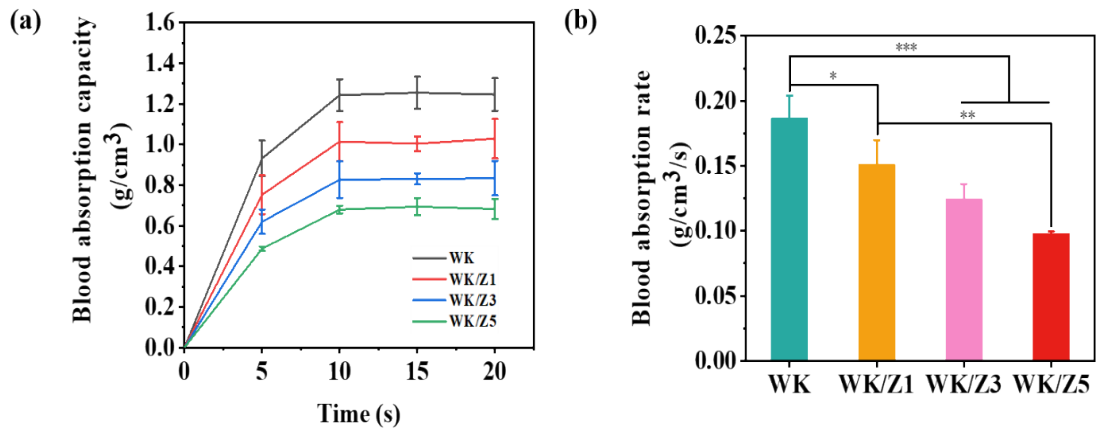 (a)
Blood absorption capacity
(g/cm³)
1.6
1.4
1.2
1.0
0.8
0.6
0.4
0.2
0.0
WK
WK/Z1
WK/Z3
WK/Z5
0 5 10 15 20
Time (s)
(b)
Blood absorption rate
(g/cm³/s)
0.25
0.20
0.15
0.10
0.05
0.00
***
*
**
WK WK/Z1 WK/Z3 WK/Z5